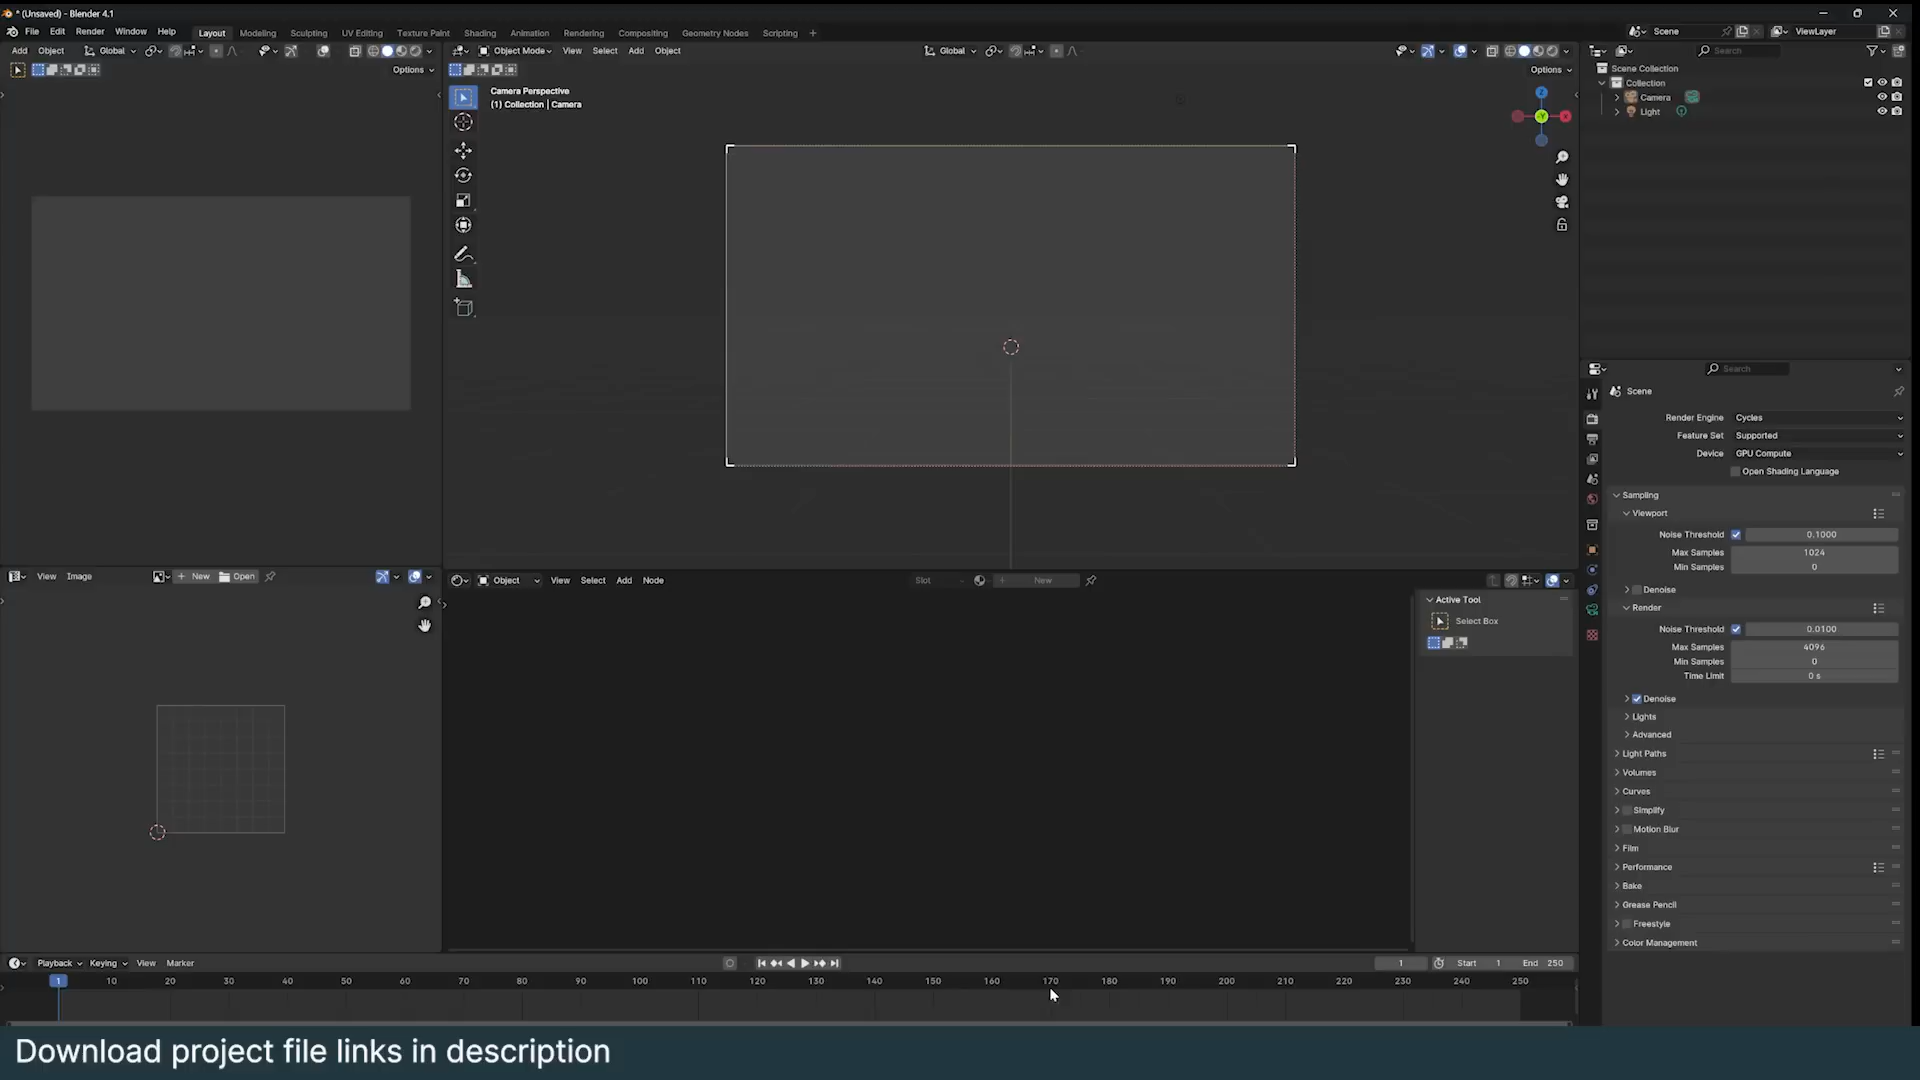 * (Unsaved) - Blender 4.1
File Edit Render Window Help Layout Modeling Sculpting UV Editing Texture Paint Shading Animation Rendering Compositing Geometry Nodes Scripting + Scene ViewLayer
Add Object Global
Options
Object Mode View Select Add Object Global
Options
Camera Perspective
(1) Collection | Camera
Z
Y
X
Search
Scene Collection
Collection
Camera
Light
Search
Scene
Render Engine Cycles
Feature Set Supported
Device GPU Compute
Open Shading Language
Sampling
Viewport
Noise Threshold 0.1000
Max Samples 1024
Min Samples 0
Denoise
Render
Noise Threshold 0.0100
Max Samples 4096
Min Samples 0
Time Limit 0 s
Denoise
Lights
Advanced
Light Paths
Volumes
Curves
Simplify
Motion Blur
Film
Performance
Bake
Grease Pencil
Freestyle
Color Management
View Image + New Open
Object View Select Add Node Slot + New
Active Tool
Select Box
Playback Keying View Marker 1 Start 1 End 250
1 10 20 30 40 50 60 70 80 90 100 110 120 130 140 150 160 170 180 190 200 210 220 230 240 250
Download project file links in description